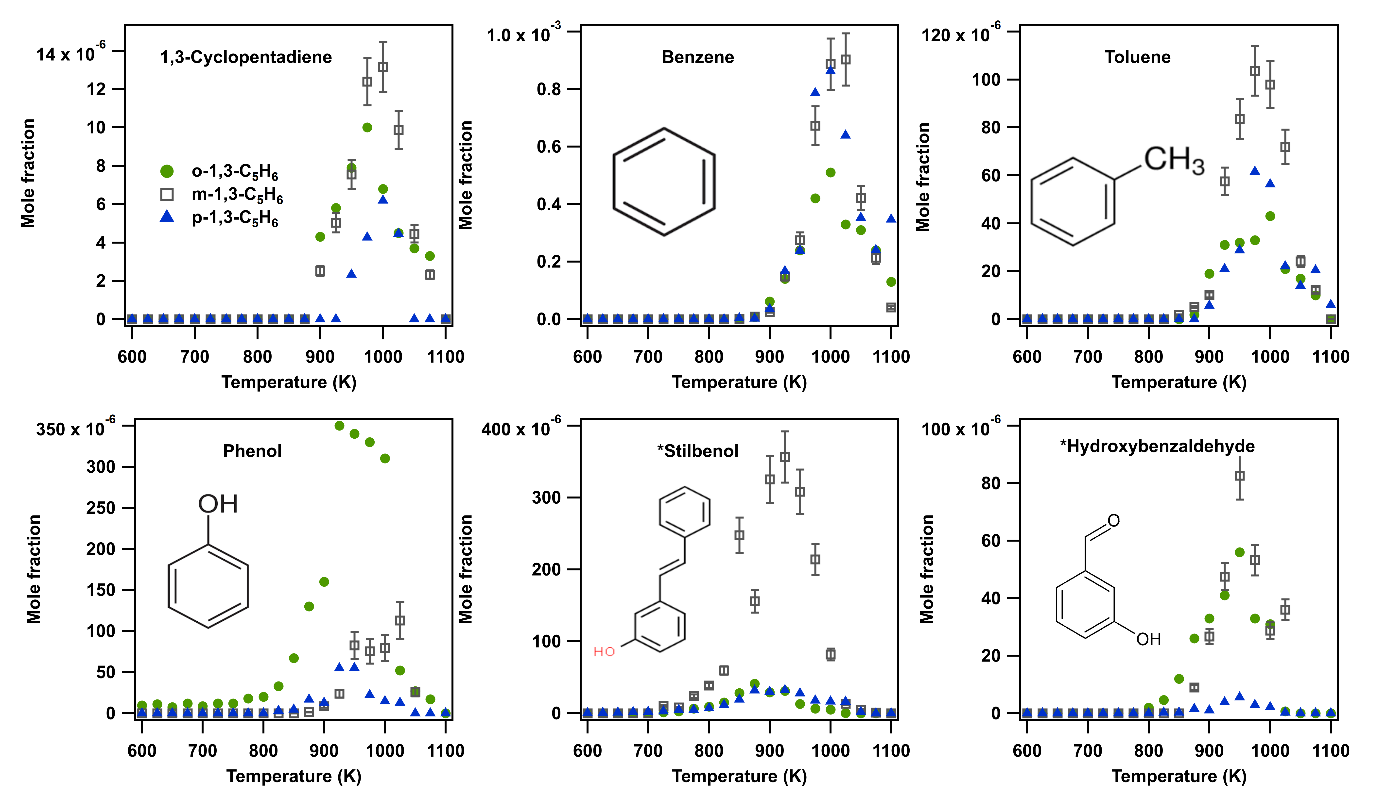 1,3-Cyclopentadiene
14 x 10-6
12
10
8
6
4
2
0
Mole fraction
o-1,3-C5H6
m-1,3-C5H6
p-1,3-C5H6
600 700 800 900 1000 1100
Temperature (K)
Benzene
1.0 x 10-3
0.8
0.6
0.4
0.2
0.0
Mole fraction
600 700 800 900 1000 1100
Temperature (K)
Toluene
120 x 10-6
100
80
60
40
20
0
Mole fraction
CH3
600 700 800 900 1000 1100
Temperature (K)
Phenol
350 x 10-6
300
250
200
150
100
50
0
Mole fraction
OH
600 700 800 900 1000 1100
Temperature (K)
*Stilbenol
400 x 10-6
300
200
100
0
Mole fraction
HO
600 700 800 900 1000 1100
Temperature (K)
*Hydroxybenzaldehyde
100 x 10-6
80
60
40
20
0
Mole fraction
O
OH
600 700 800 900 1000 1100
Temperature (K)